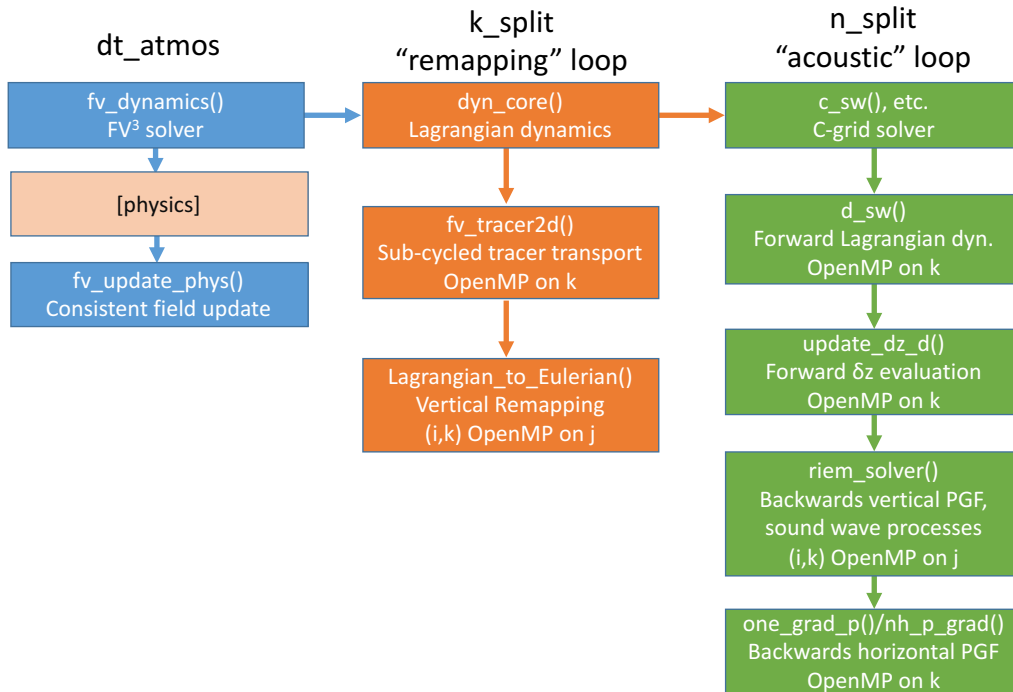 dt_atmos
fv_dynamics()
FV³ solver
[physics]
fv_update_phys()
Consistent field update
k_split
“remapping” loop
dyn_core()
Lagrangian dynamics
fv_tracer2d()
Sub-cycled tracer transport
OpenMP on k
Lagrangian_to_Eulerian()
Vertical Remapping
(i,k) OpenMP on j
n_split
“acoustic” loop
c_sw(), etc.
C-grid solver
d_sw()
Forward Lagrangian dyn.
OpenMP on k
update_dz_d()
Forward δz evaluation
OpenMP on k
riem_solver()
Backwards vertical PGF,
sound wave processes
(i,k) OpenMP on j
one_grad_p()/nh_p_grad()
Backwards horizontal PGF
OpenMP on k